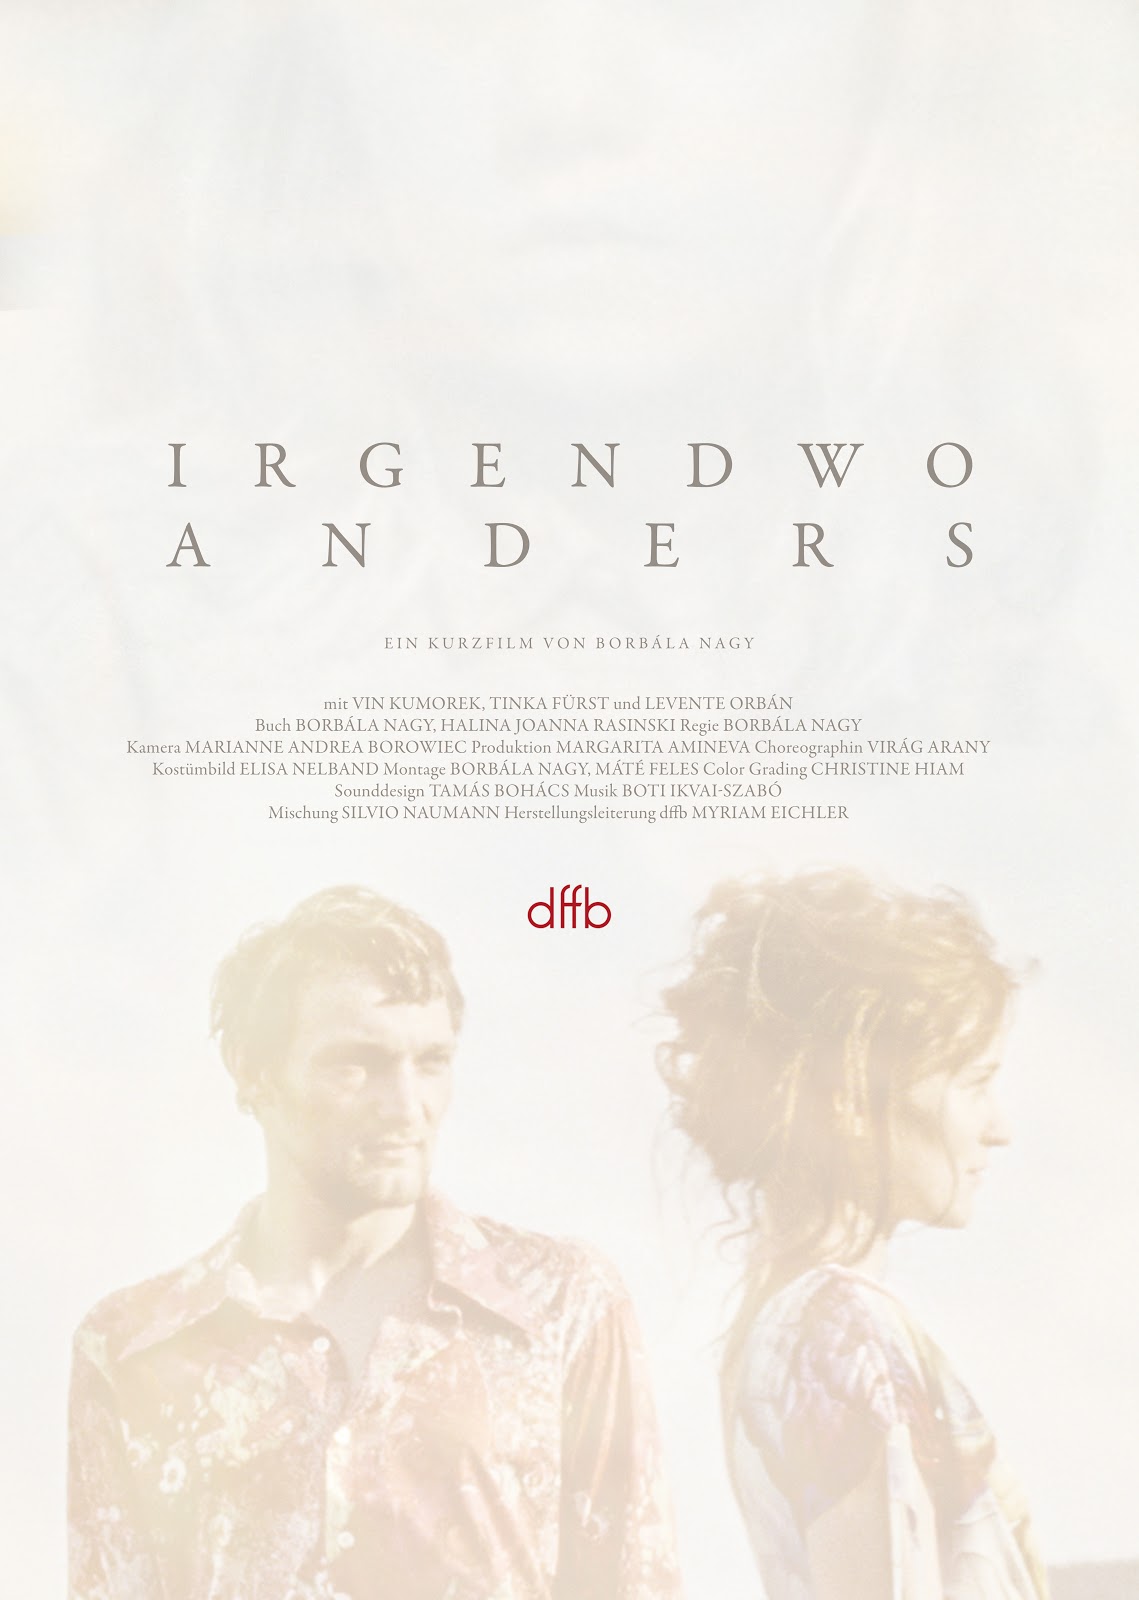 IRGENDWO
ANDERS
EIN KURZFILM VON BORBÁLA NAGY
mit VIN KUMOREK, TINKA FÜRST und LEVENTE ORBÁN
Buch BORBÁLA NAGY, HALINA JOANNA RASINSKI Regie BORBÁLA NAGY
Kamera MARIANNE ANDREA BOROWIEC Produktion MARGARITA AMINEVA Choreographin VIRÁG ARANY
Kostümbild ELISA NELBAND Montage BORBÁLA NAGY, MÁTÉ FELES Color Grading CHRISTINE HIAM
Sounddesign TAMÁS BOHÁCS Musik BOTI IKVAI-SZABÓ
Mischung SILVIO NAUMANN Herstellungsleiterung dffb MYRIAM EICHLER
dffb